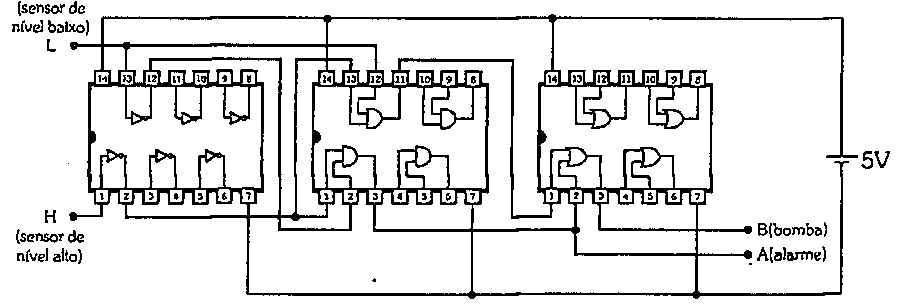 (sensor de
nível baixo)
L
14 13 12 11 10 9 8
14 13 12 11 10 9 8
14 13 12 11 10 9 8
5V
1 2 3 4 5 6 7
1 2 3 4 5 6 7
1 2 3 4 5 6 7
H
(sensor de
nível alto)
B(bomba)
A(alarme)